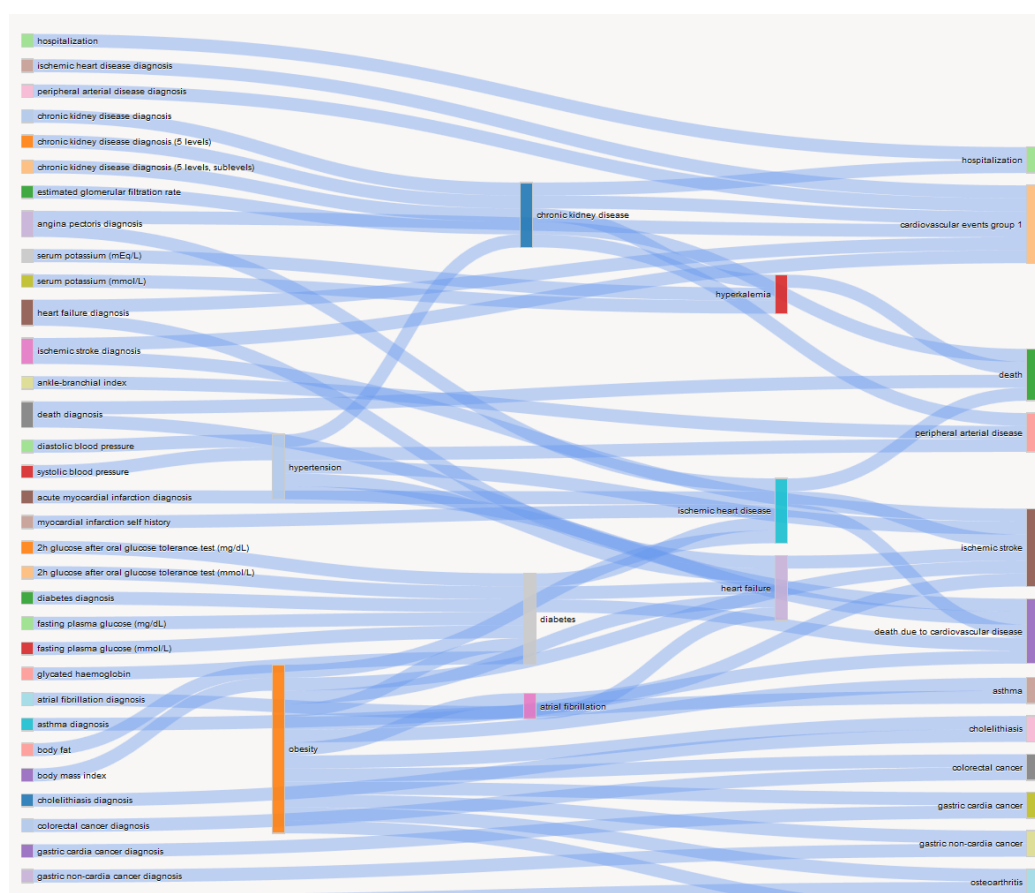 hospitalization
ischemic heart disease diagnosis
peripheral arterial disease diagnosis
chronic kidney disease diagnosis
chronic kidney disease diagnosis (5 levels)
chronic kidney disease diagnosis (5 levels, sublevels)
estimated glomerular filtration rate
angina pectoris diagnosis
serum potassium (mEq/L)
serum potassium (mmol/L)
heart failure diagnosis
ischemic stroke diagnosis
ankle-branchial index
death diagnosis
diastolic blood pressure
systolic blood pressure
acute myocardial infarction diagnosis
myocardial infarction self history
2h glucose after oral glucose tolerance test (mg/dL)
2h glucose after oral glucose tolerance test (mmol/L)
diabetes diagnosis
fasting plasma glucose (mg/dL)
fasting plasma glucose (mmol/L)
glycated haemoglobin
atrial fibrillation diagnosis
asthma diagnosis
body fat
body mass index
cholelithiasis diagnosis
colorectal cancer diagnosis
gastric cardia cancer diagnosis
gastric non-cardia cancer diagnosis
hypertension
obesity
chronic kidney disease
diabetes
atrial fibrillation
hyperkalemia
ischemic heart disease
heart failure
hospitalization
cardiovascular events group 1
death
peripheral arterial disease
ischemic stroke
death due to cardiovascular disease
asthma
cholelithiasis
colorectal cancer
gastric cardia cancer
gastric non-cardia cancer
osteoarthritis